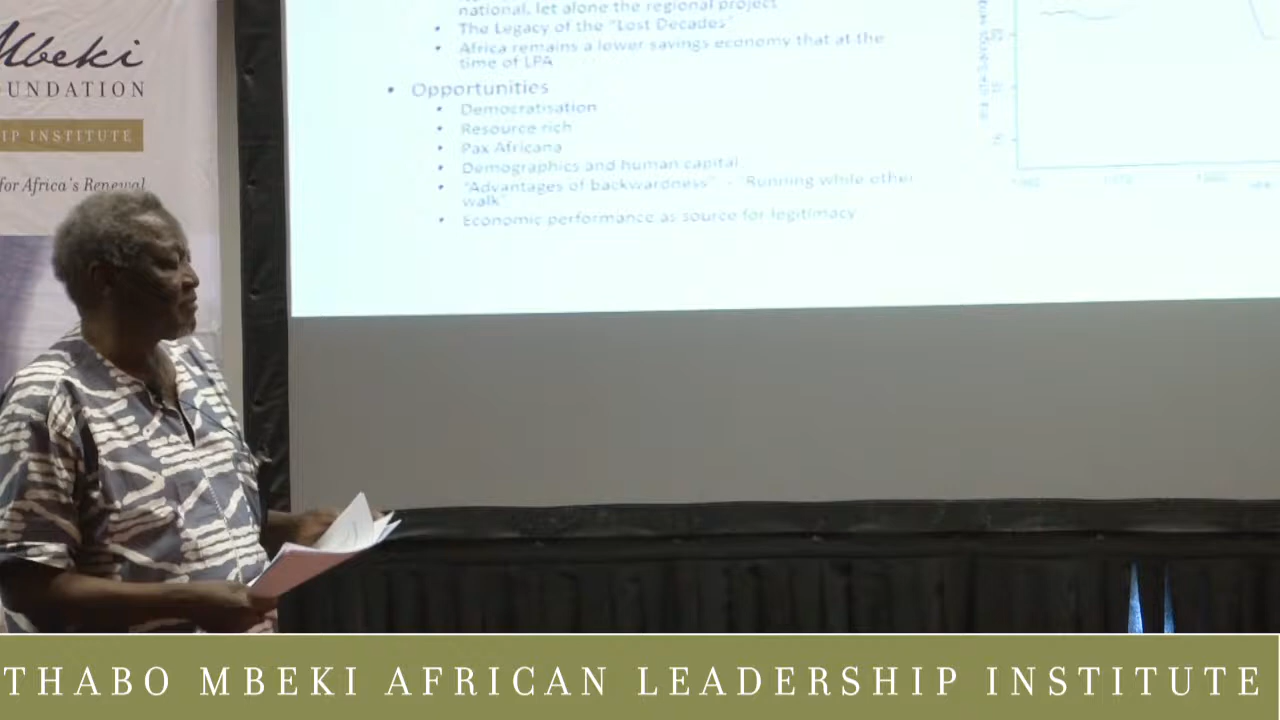 Mbeki
UNDATION
IP INSTITUTE
for Africa's Renewal
national, let alone the regional project
• The Legacy of the "Lost Decades"
• Africa remains a lower savings economy that at the
time of LPA
• Opportunities
• Democratisation
• Resource rich
• Pax Africana
• Demographics and human capital
• "Advantages of backwardness" - "Running while other
walk"
• Economic performance as source for legitimacy
THABO MBEKI AFRICAN LEADERSHIP INSTITUTE